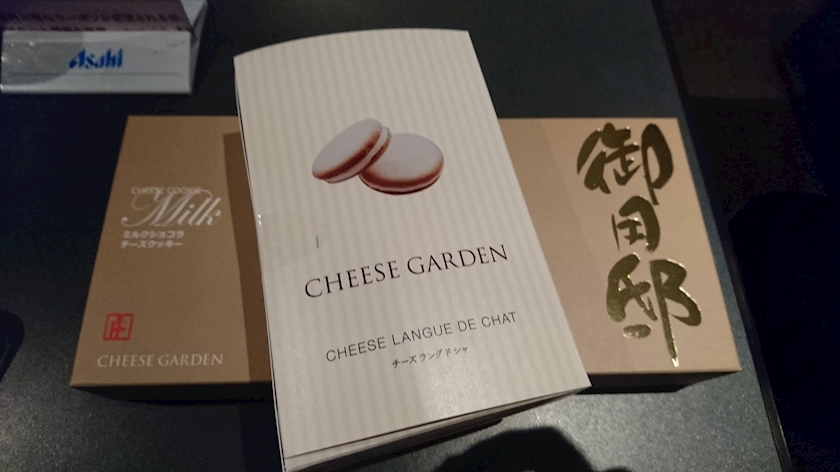 Asahi
CHEESE COOKIE
Milk
ミルクショコラ
チーズクッキー
CHEESE GARDEN
CHEESE GARDEN
CHEESE LANGUE DE CHAT
チーズラングドシャ
御用邸